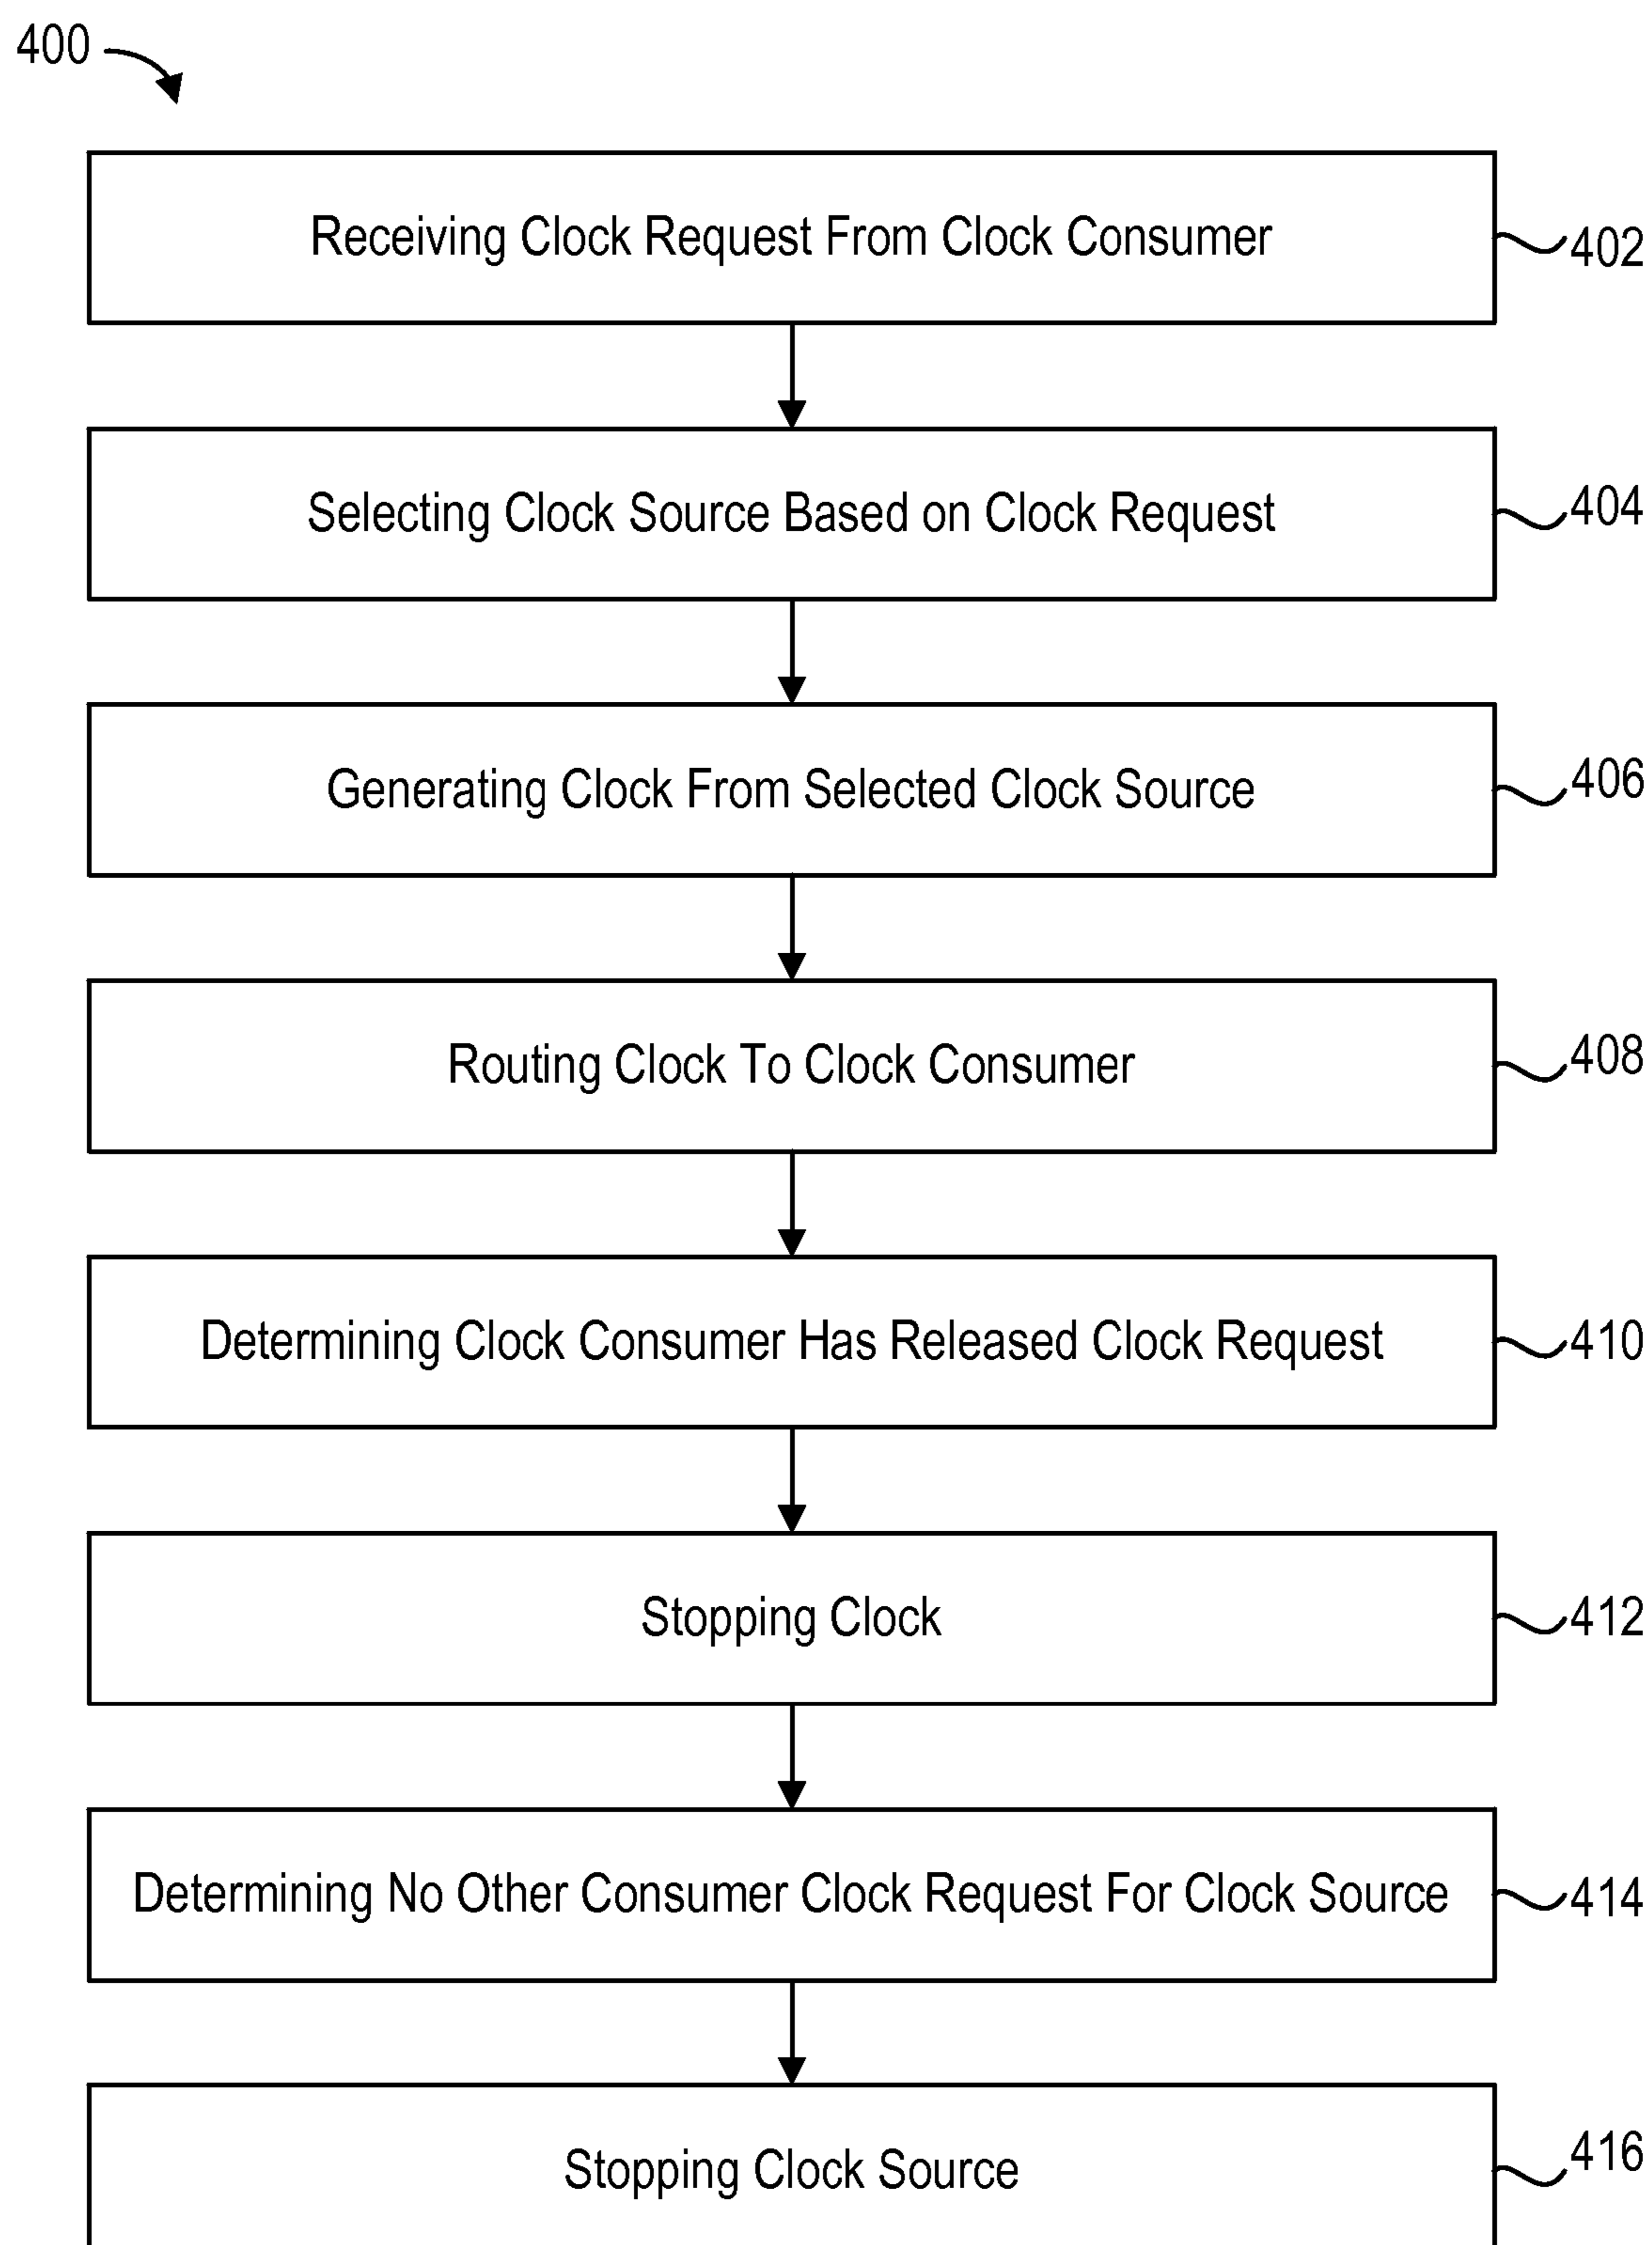 400
Receiving Clock Request From Clock Consumer
402
Selecting Clock Source Based on Clock Request
404
Generating Clock From Selected Clock Source
406
Routing Clock To Clock Consumer
408
Determining Clock Consumer Has Released Clock Request
410
Stopping Clock
412
Determining No Other Consumer Clock Request For Clock Source
414
Stopping Clock Source
416